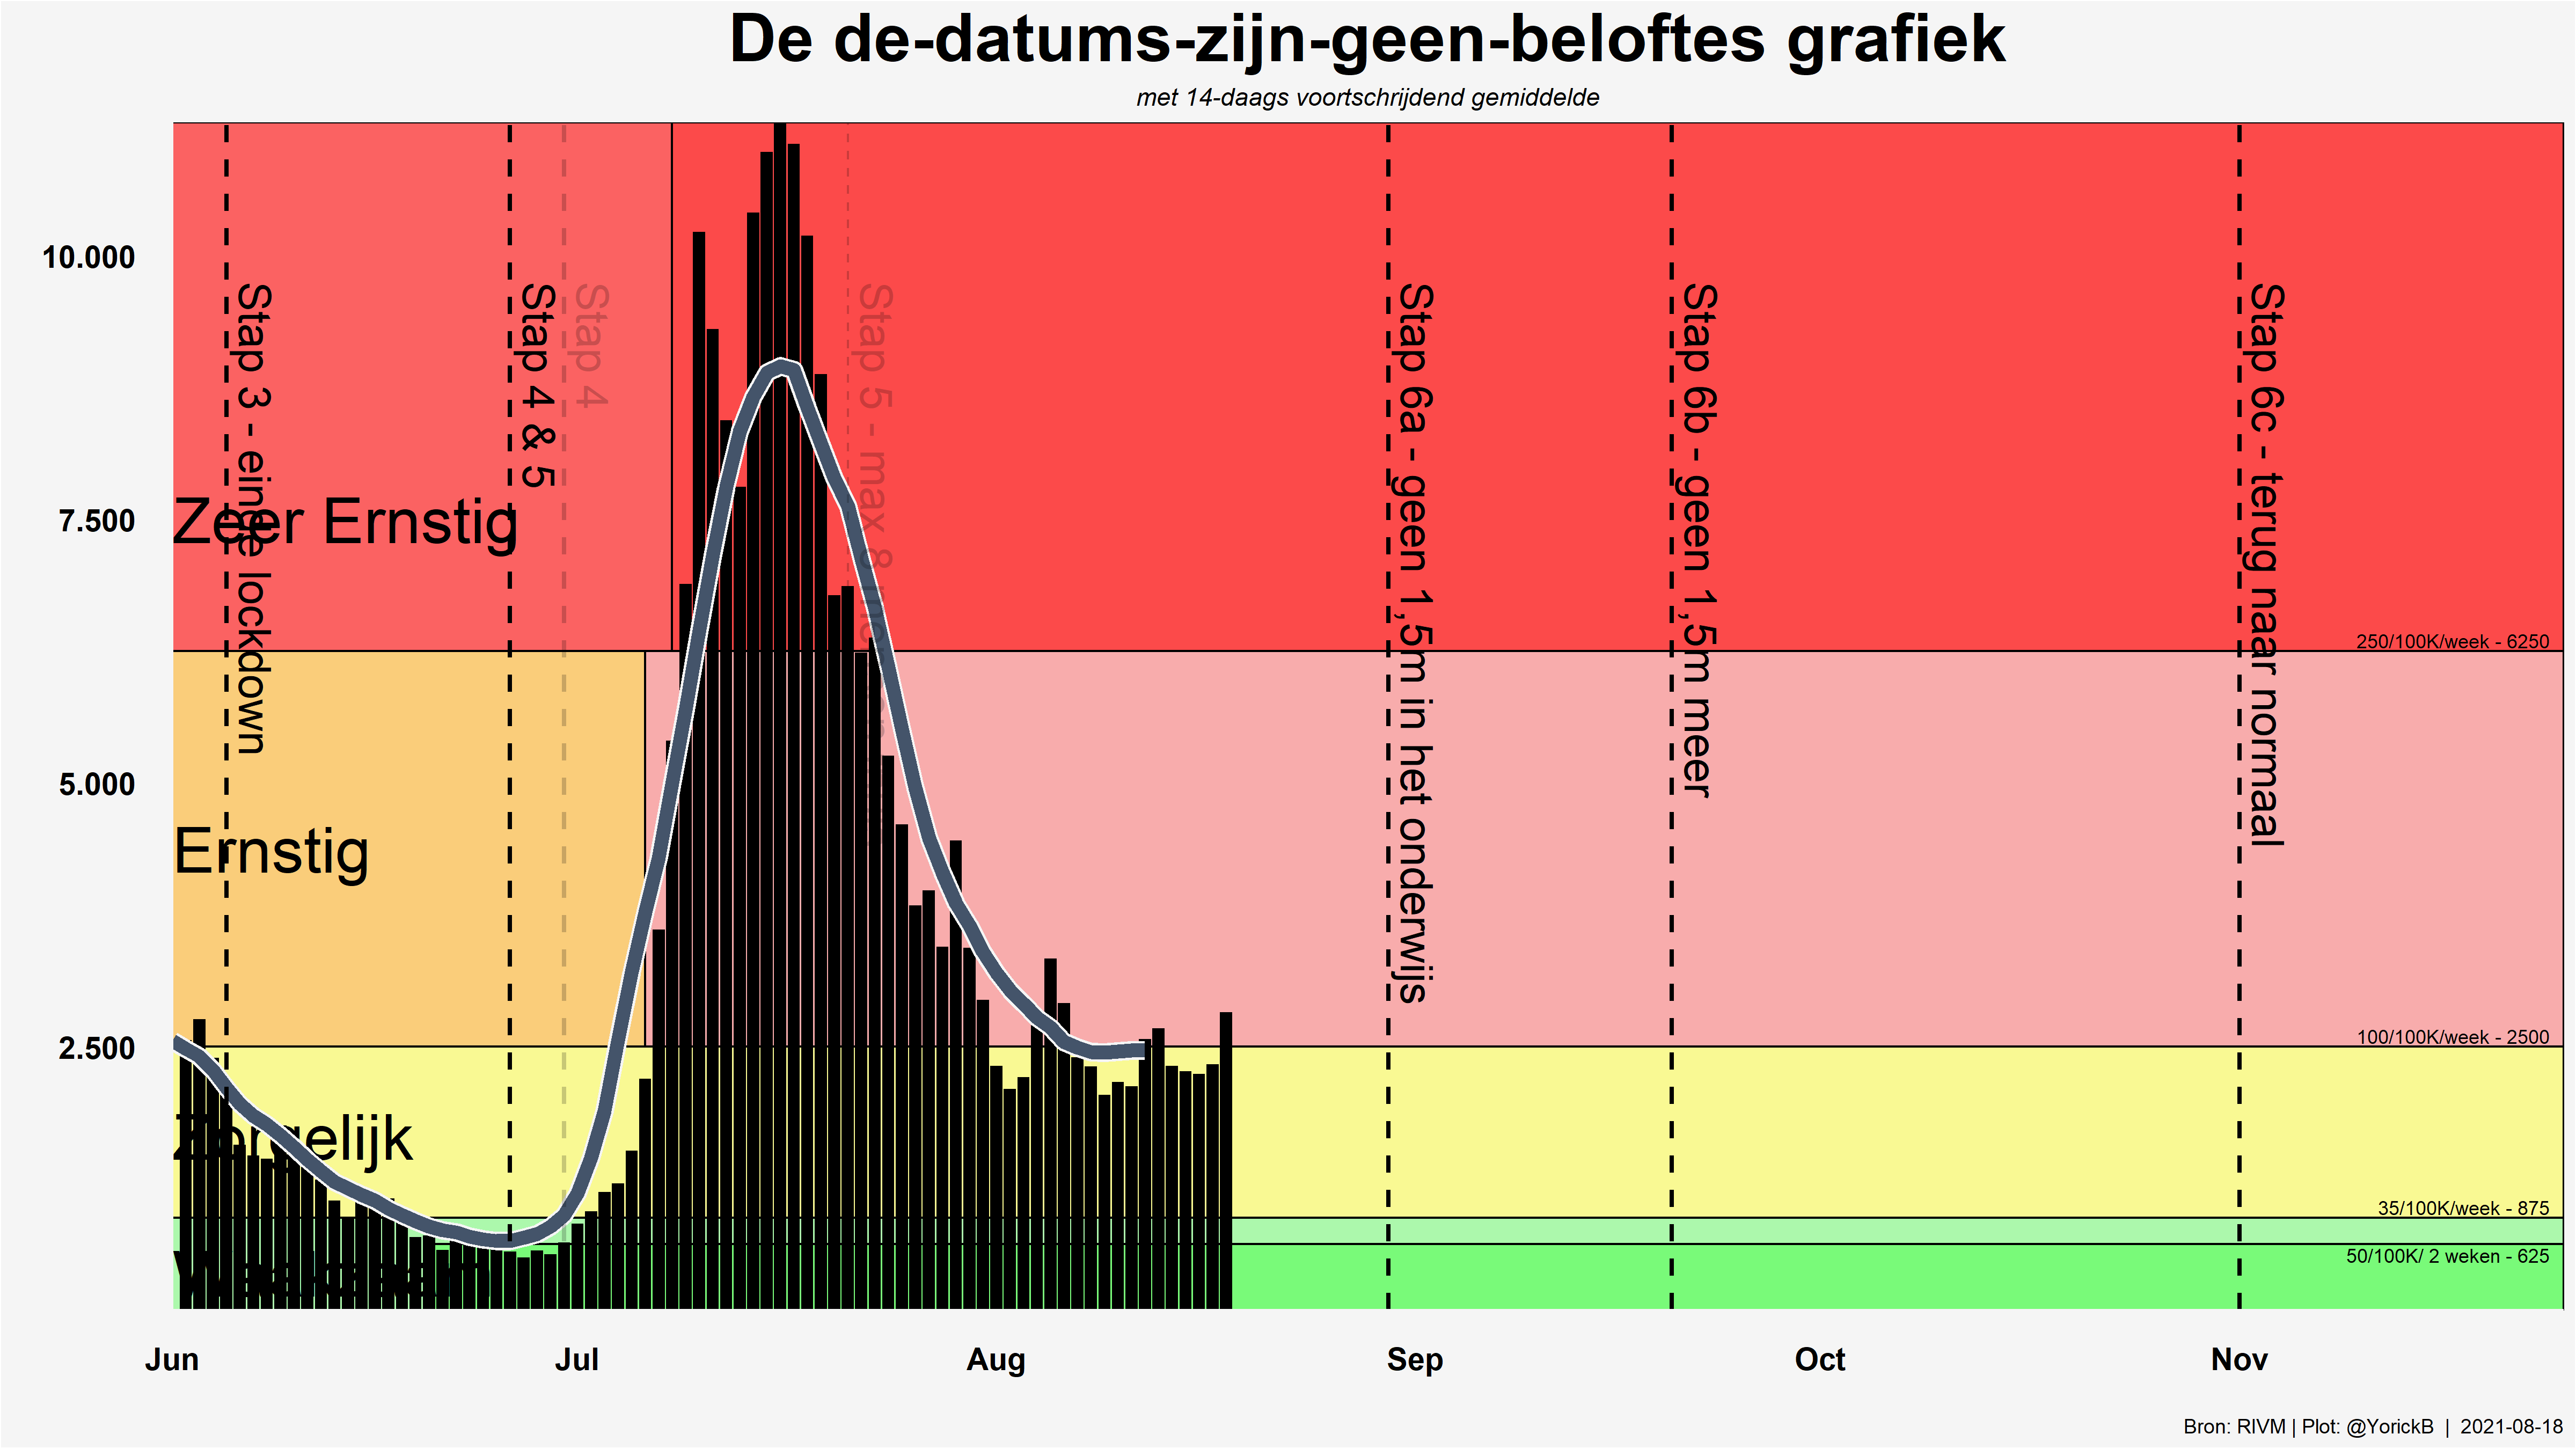 De de-datums-zijn-geen-beloftes grafiek
met 14-daags voortschrijdend gemiddelde
10.000
7.500
5.000
2.500
Stap 3 - einde lockdown
Stap 4 & 5
Stap 4
Stap 5 - max 8
Stap 6a - geen 1,5m in het onderwijs
Stap 6b - geen 1,5m meer
Stap 6c - terug naar normaal
Zeer Ernstig
Ernstig
Zorgelijk
250/100K/week - 6250
100/100K/week - 2500
35/100K/week - 875
50/100K/ 2 weken - 625
Jun
Jul
Aug
Sep
Oct
Nov
Bron: RIVM | Plot: @YorickB | 2021-08-18